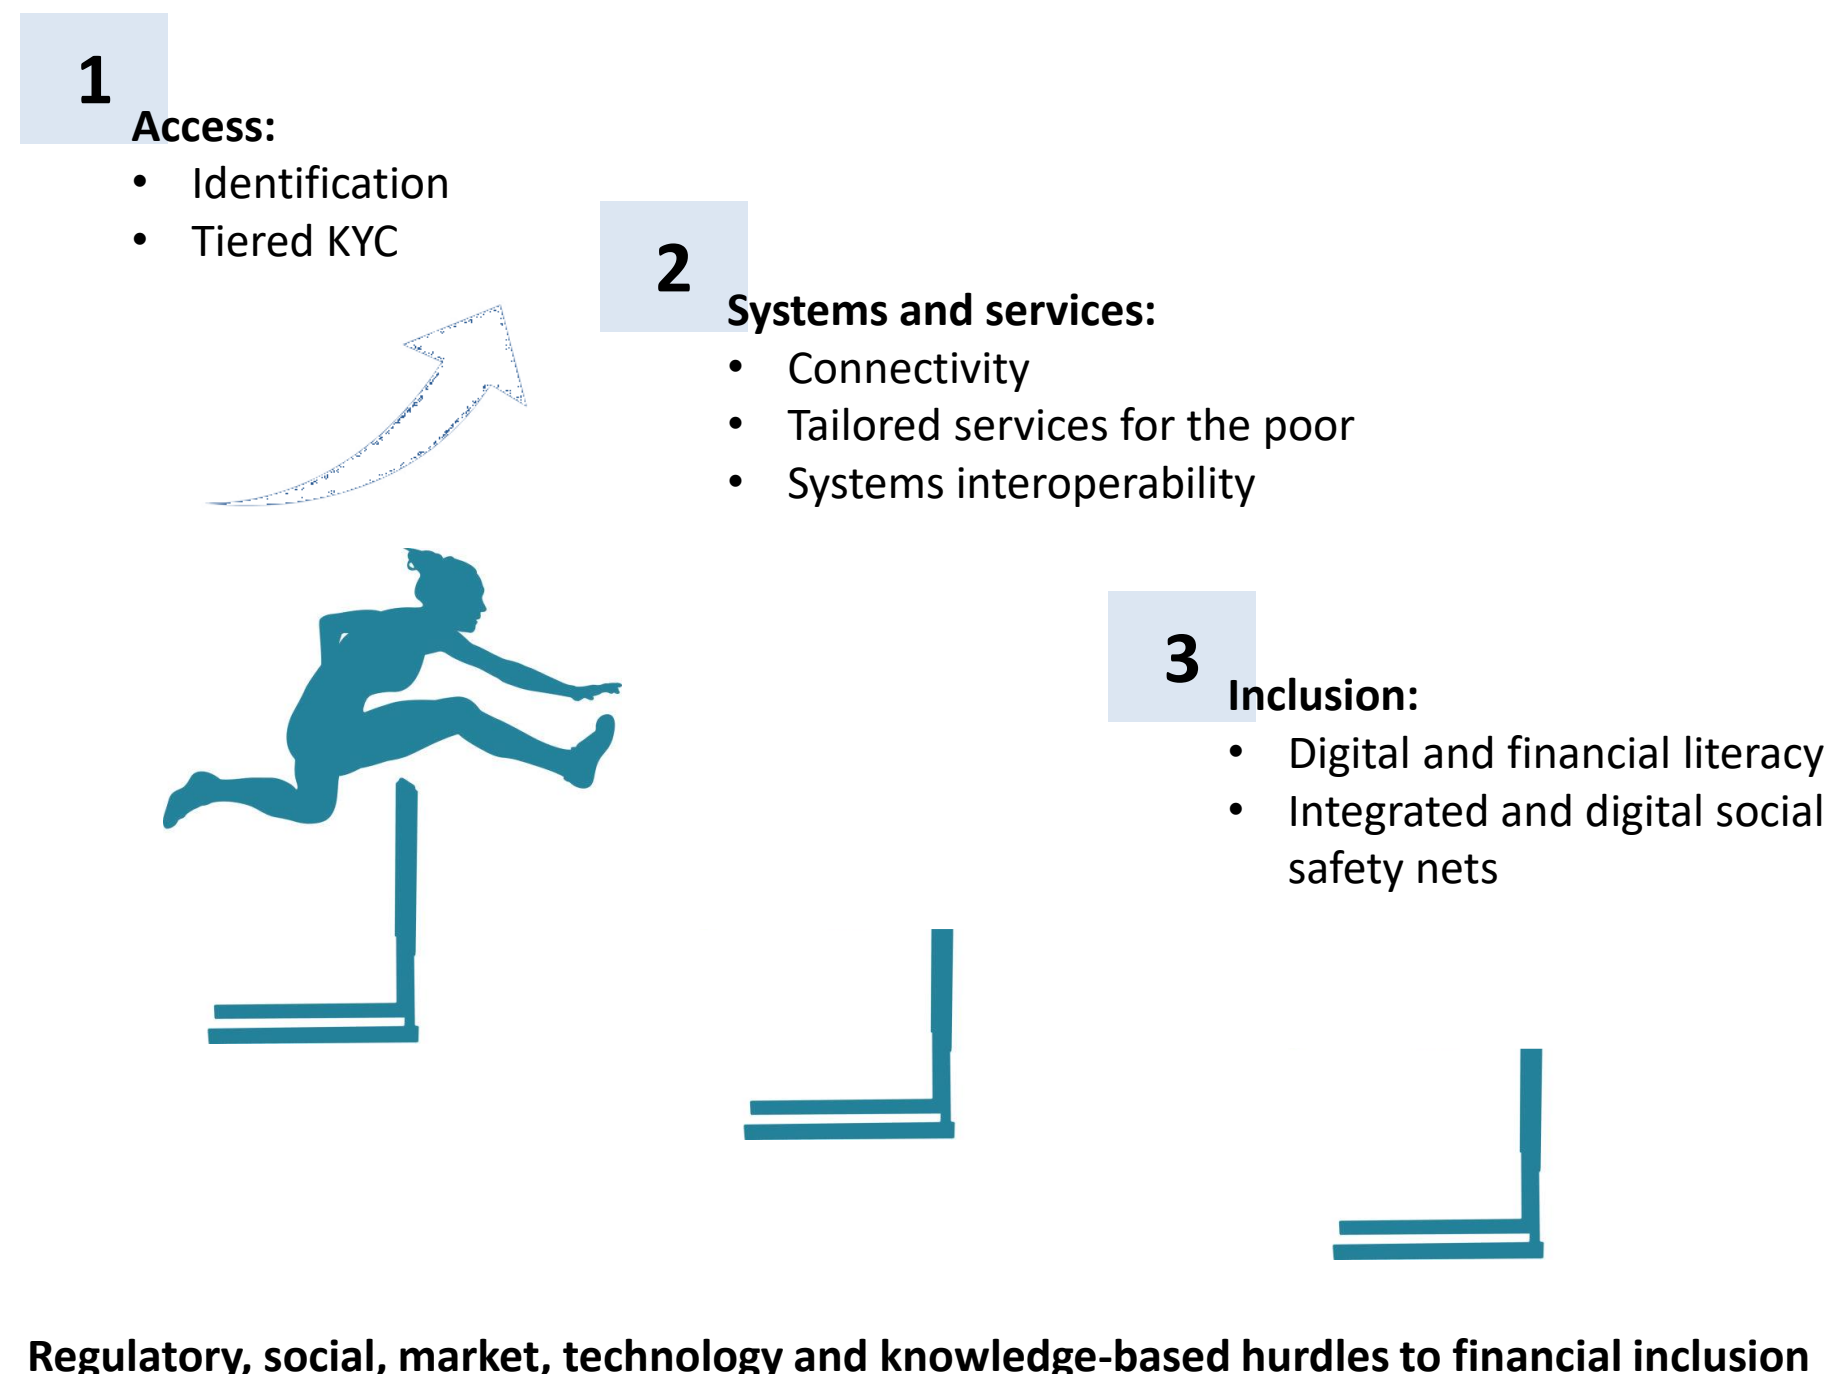 1
Access:
• Identification
• Tiered KYC
2
Systems and services:
• Connectivity
• Tailored services for the poor
• Systems interoperability
3
Inclusion:
• Digital and financial literacy
• Integrated and digital social
safety nets
Regulatory, social, market, technology and knowledge-based hurdles to financial inclusion